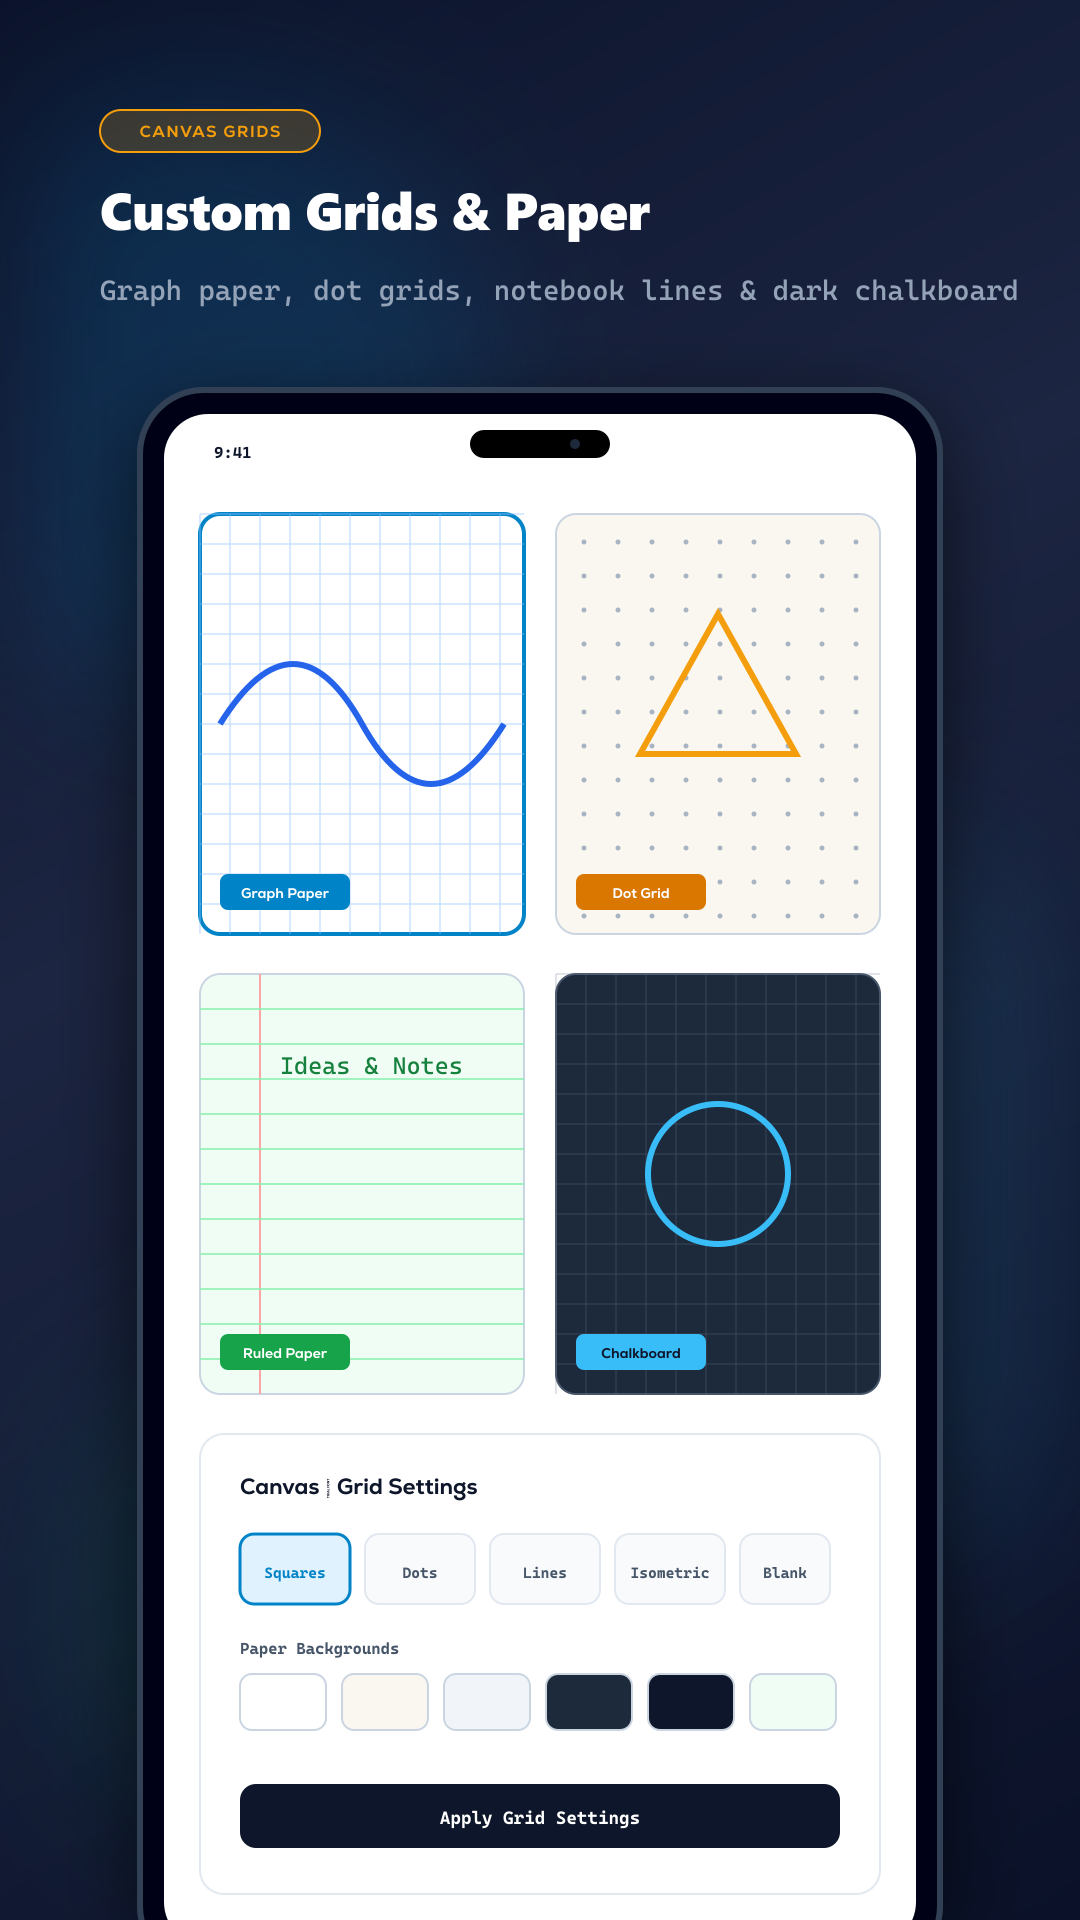 CANVAS GRIDS
Custom Grids & Paper
Graph paper, dot grids, notebook lines & dark chalkboard
9:41
Graph Paper
Dot Grid
Ideas & Notes
Ruled Paper
Chalkboard
Canvas Grid Settings
Squares
Dots
Lines
Isometric
Blank
Paper Backgrounds
Apply Grid Settings